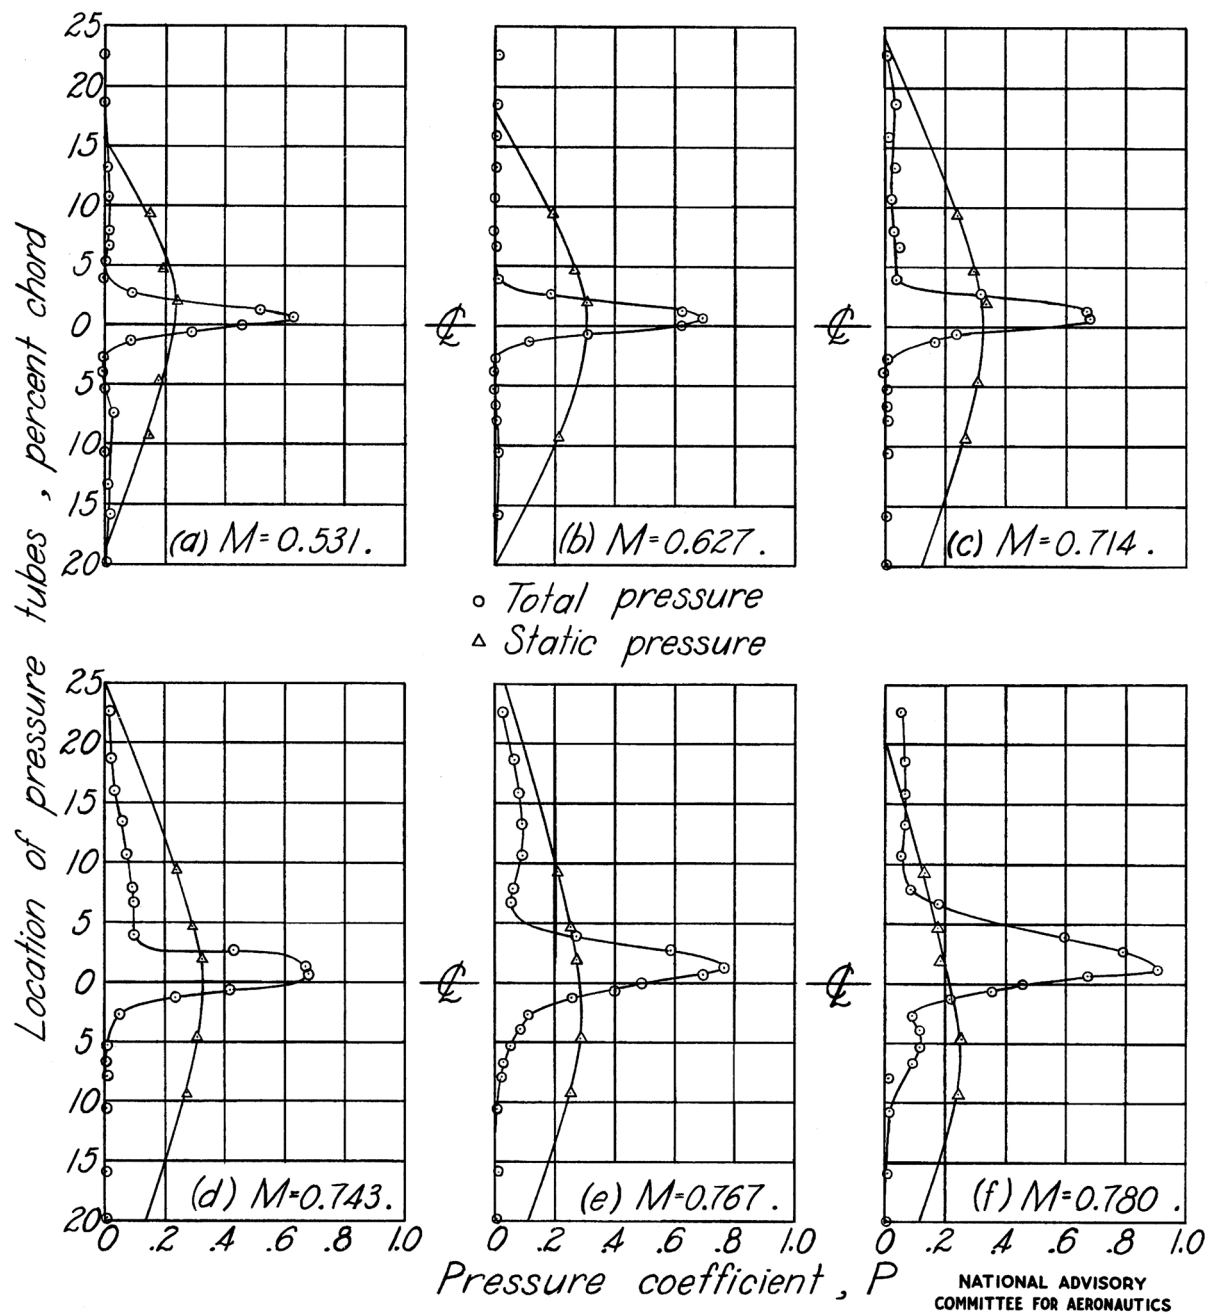 Location of pressure tubes, percent chord
25
20
15
10
5
0
5
10
15
20
(a) M=0.531.
(b) M=0.627.
(c) M=0.714.
℄
℄
Total pressure
Static pressure
25
20
15
10
5
0
5
10
15
20
(d) M=0.743.
(e) M=0.767.
(f) M=0.780.
℄
℄
0 .2 .4 .6 .8 1.0
0 .2 .4 .6 .8 1.0
0 .2 .4 .6 .8 1.0
Pressure coefficient, P
NATIONAL ADVISORY
COMMITTEE FOR AERONAUTICS